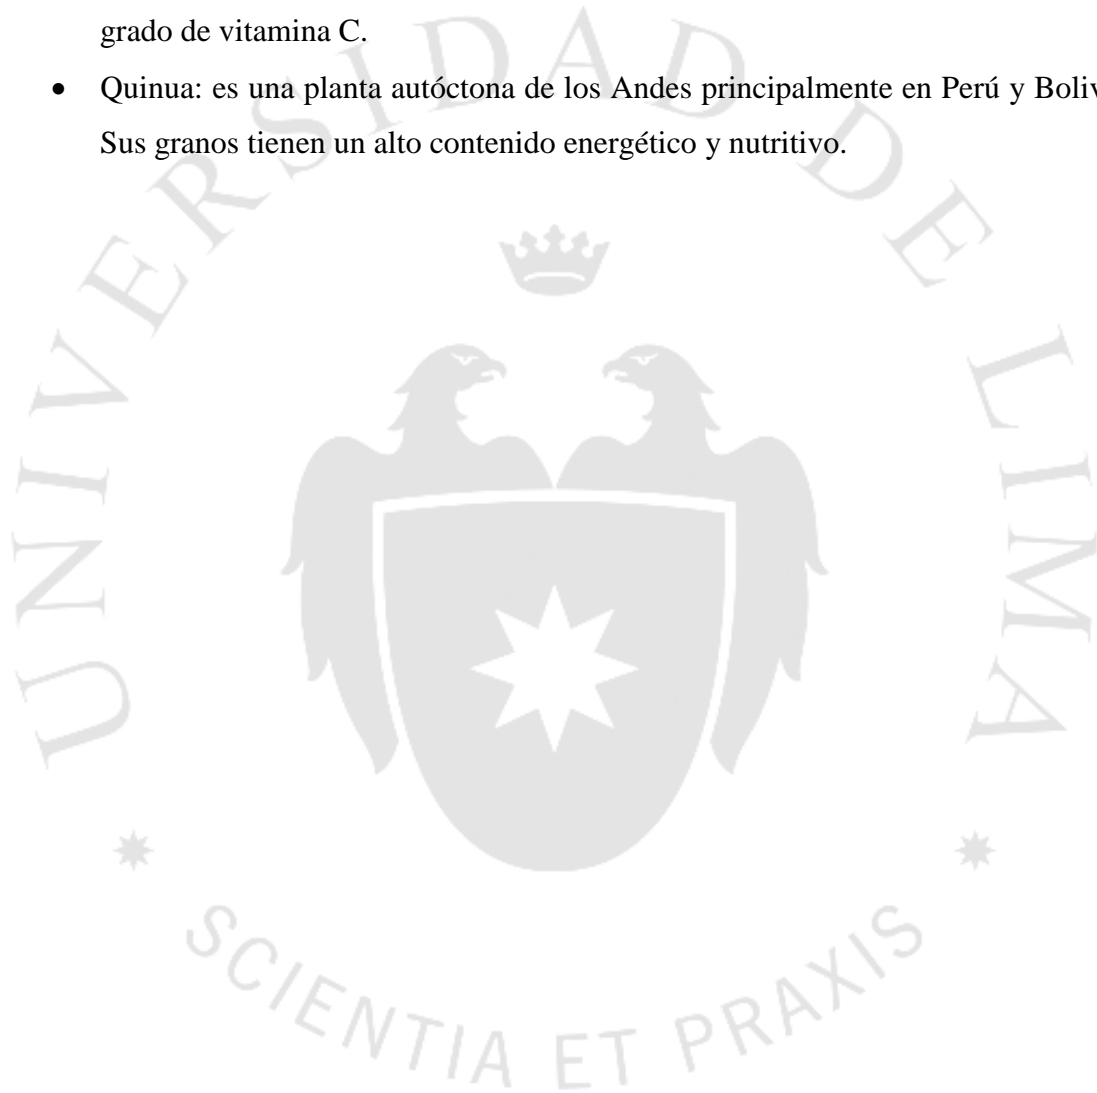 grado de vitamina C.
• Quinua: es una planta autóctona de los Andes principalmente en Perú y Boliv
Sus granos tienen un alto contenido energético y nutritivo.
UNIVERSIDAD DE LIMA
SCIENTIA ET PRAXIS